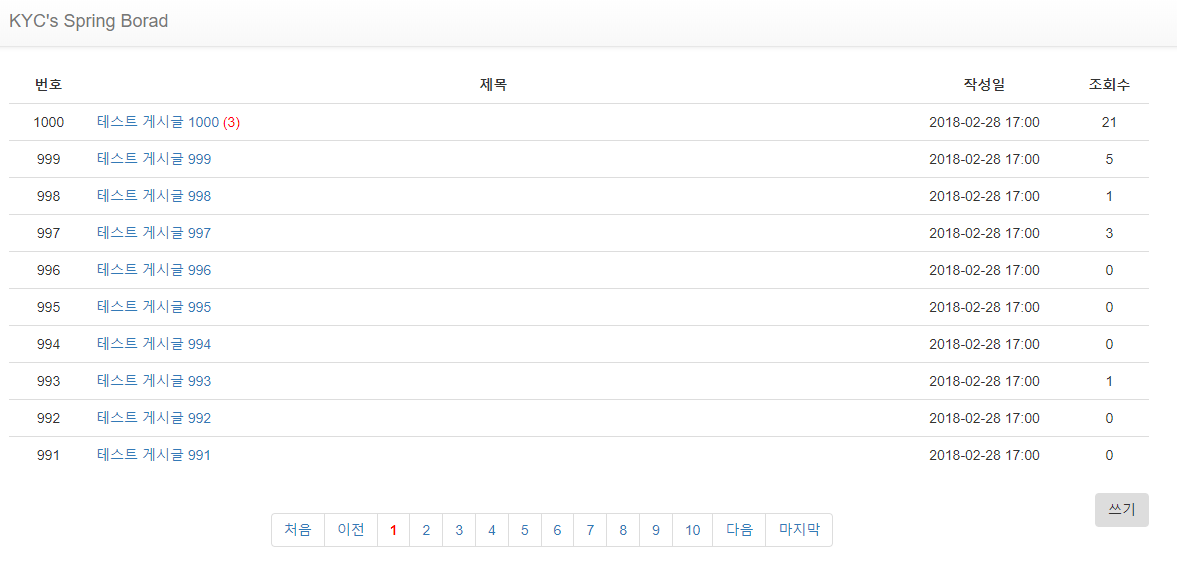 KYC's Spring Borad
번호 제목 작성일 조회수
1000 테스트 게시글 1000 (3) 2018-02-28 17:00 21
999 테스트 게시글 999 2018-02-28 17:00 5
998 테스트 게시글 998 2018-02-28 17:00 1
997 테스트 게시글 997 2018-02-28 17:00 3
996 테스트 게시글 996 2018-02-28 17:00 0
995 테스트 게시글 995 2018-02-28 17:00 0
994 테스트 게시글 994 2018-02-28 17:00 0
993 테스트 게시글 993 2018-02-28 17:00 1
992 테스트 게시글 992 2018-02-28 17:00 0
991 테스트 게시글 991 2018-02-28 17:00 0
쓰기
처음 이전 1 2 3 4 5 6 7 8 9 10 다음 마지막